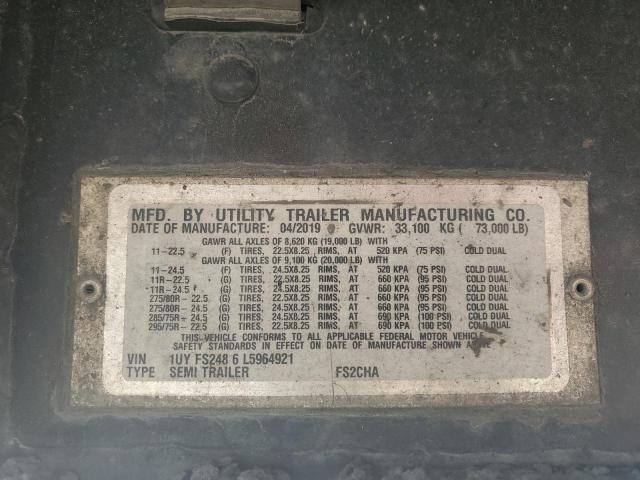 MFD. BY UTILITY TRAILER MANUFACTURING CO.
DATE OF MANUFACTURE: 04/2019 GVWR: 33,100 KG ( 73,000 LB)
GAWR ALL AXLES OF 8,620 KG (19,000 LB) WITH
11-22.5 (F) TIRES, 22.5X8.25 RIMS, AT 520 KPA (75 PSI) COLD DUAL
GAWR ALL AXLES OF 9,100 KG (20,000 LB) WITH
11-24.5 (F) TIRES, 24.5X8.25 RIMS, AT 520 KPA (75 PSI) COLD DUAL
11R-22.5 (G) TIRES, 22.5X8.25 RIMS, AT 660 KPA (95 PSI) COLD DUAL
11R-24.5 (G) TIRES, 24.5X8.25 RIMS, AT 660 KPA (95 PSI) COLD DUAL
275/80R- 22.5 (G) TIRES, 22.5X8.25 RIMS, AT 660 KPA (95 PSI) COLD DUAL
275/80R- 24.5 (G) TIRES, 24.5X8.25 RIMS, AT 660 KPA (95 PSI) COLD DUAL
285/75R- 24.5 (G) TIRES, 24.5X8.25 RIMS, AT 690 KPA (100 PSI) COLD DUAL
295/75R- 22.5 (G) TIRES, 22.5X8.25 RIMS, AT 690 KPA (100 PSI) COLD DUAL
THIS VEHICLE CONFORMS TO ALL APPLICABLE FEDERAL MOTOR VEHICLE
SAFETY STANDARDS IN EFFECT ON DATE OF MANUFACTURE SHOWN
VIN 1UY FS248 6 L5964921
TYPE SEMI TRAILER FS2CHA